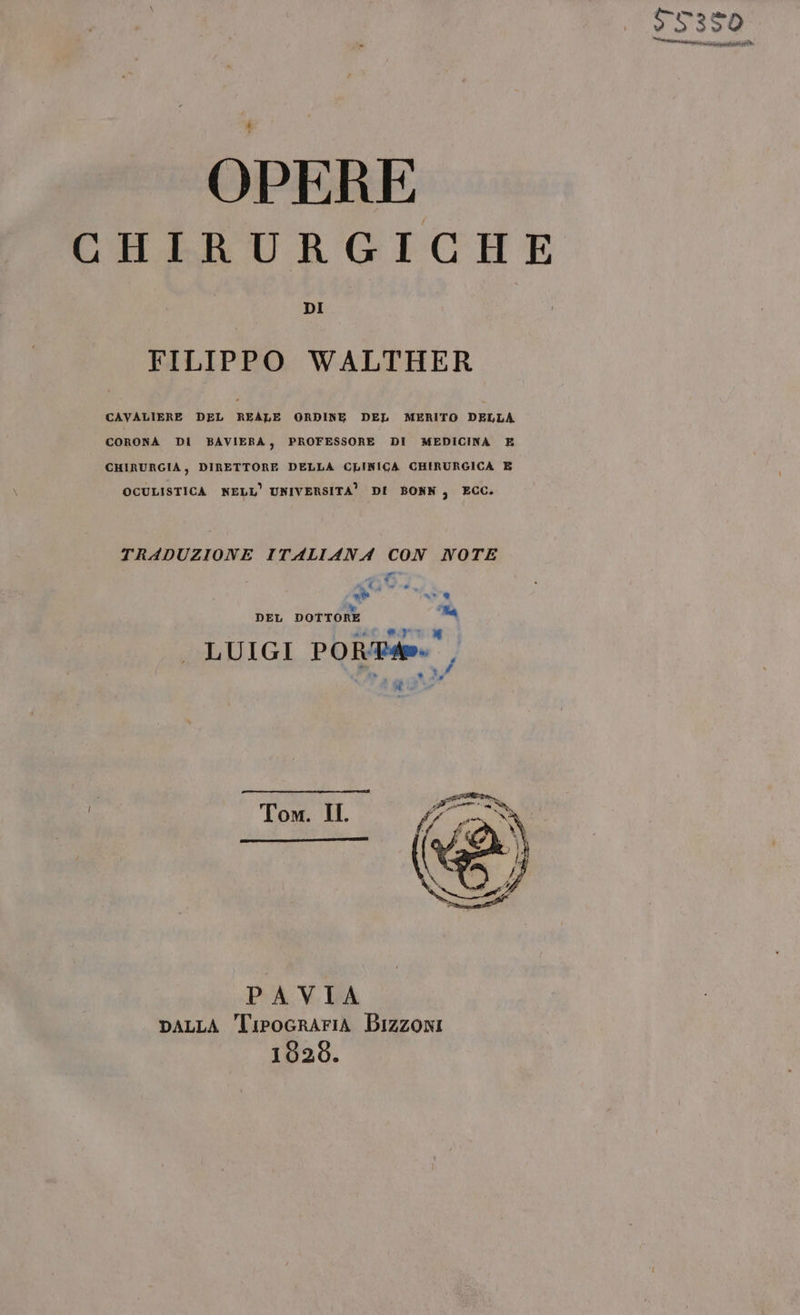 55350
OPERE
CHIRURGICHE
DI
FILIPPO WALTHER
CAVALIERE DEL REALE ORDINE DEL MERITO DELLA
CORONA DI BAVIERA, PROFESSORE DI MEDICINA E
CHIRURGIA, DIRETTORE DELLA CLINICA CHIRURGICA E
OCULISTICA NELL' UNIVERSITA' DI BONN, ECC.
TRADUZIONE ITALIANA CON NOTE
DEL DOTTORE
LUIGI PORTA.
TOM. II.
PAVIA
DALLA TIPOGRAFIA BIZZONI
1828.